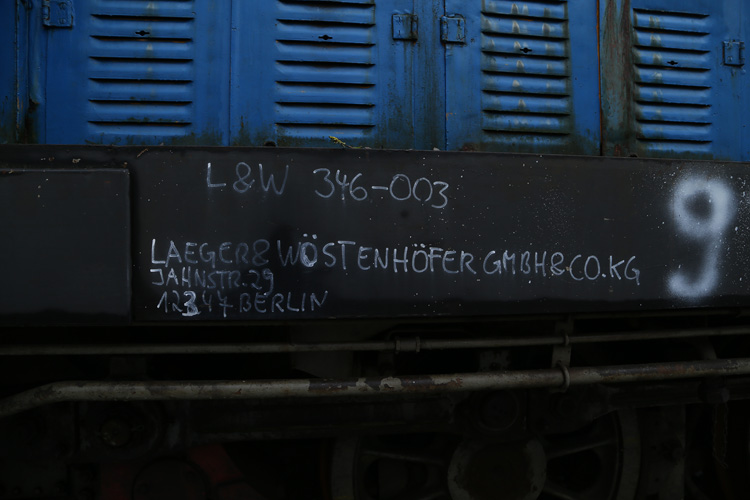 L&W 346-003
9
LAEGER& WÖSTENHÖFER GMBH&CO.KG
JAHNSTR.29
12347 BERLIN